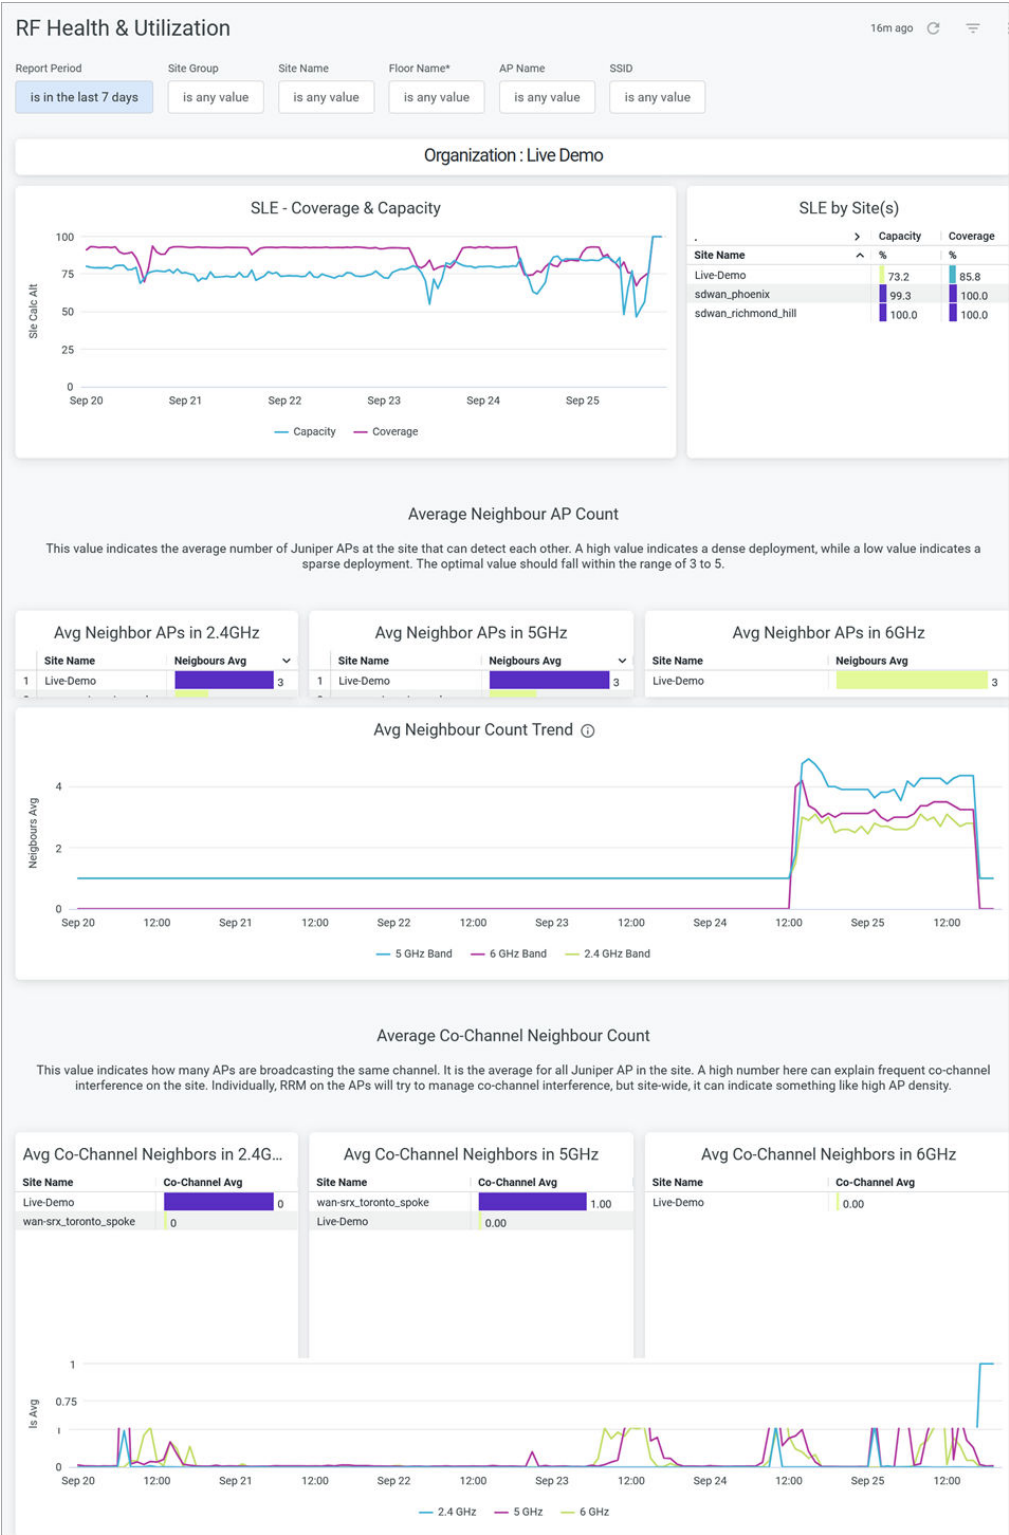 RF Health & Utilization
16m ago
Report Period
Site Group
Site Name
Floor Name*
AP Name
SSID
is in the last 7 days
is any value
is any value
is any value
is any value
is any value
Organization : Live Demo
SLE - Coverage & Capacity
100
75
50
25
0
Sle Calc Alt
Sep 20
Sep 21
Sep 22
Sep 23
Sep 24
Sep 25
Capacity
Coverage
SLE by Site(s)
. Capacity Coverage
Site Name % %
Live-Demo 73.2 85.8
sdwan_phoenix 99.3 100.0
sdwan_richmond_hill 100.0 100.0
Average Neighbour AP Count
This value indicates the average number of Juniper APs at the site that can detect each other. A high value indicates a dense deployment, while a low value indicates a
sparse deployment. The optimal value should fall within the range of 3 to 5.
Avg Neighbor APs in 2.4GHz
Site Name Neigbours Avg
1 Live-Demo 3
Avg Neighbor APs in 5GHz
Site Name Neigbours Avg
1 Live-Demo 3
Avg Neighbor APs in 6GHz
Site Name Neigbours Avg
Live-Demo 3
Avg Neighbour Count Trend
4
2
0
Neigbours Avg
Sep 20
12:00
Sep 21
12:00
Sep 22
12:00
Sep 23
12:00
Sep 24
12:00
Sep 25
12:00
5 GHz Band
6 GHz Band
2.4 GHz Band
Average Co-Channel Neighbour Count
This value indicates how many APs are broadcasting the same channel. It is the average for all Juniper AP in the site. A high number here can explain frequent co-channel
interference on the site. Individually, RRM on the APs will try to manage co-channel interference, but site-wide, it can indicate something like high AP density.
Avg Co-Channel Neighbors in 2.4G...
Site Name Co-Channel Avg
Live-Demo 0
wan-srx_toronto_spoke 0
Avg Co-Channel Neighbors in 5GHz
Site Name Co-Channel Avg
wan-srx_toronto_spoke 1.00
Live-Demo 0.00
Avg Co-Channel Neighbors in 6GHz
Site Name Co-Channel Avg
Live-Demo 0.00
1
0.75
0
ls Avg
Sep 20
12:00
Sep 21
12:00
Sep 22
12:00
Sep 23
12:00
Sep 24
12:00
Sep 25
12:00
2.4 GHz
5 GHz
6 GHz